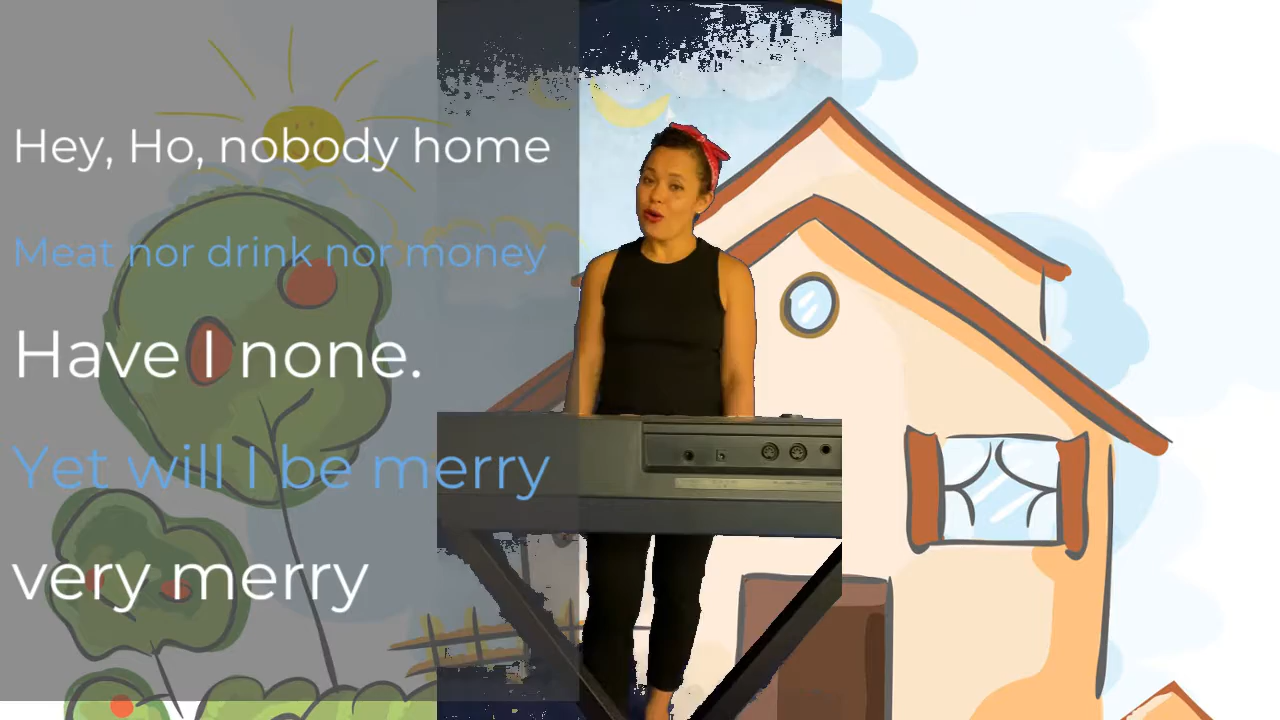 Hey, Ho, nobody home
Meat nor drink nor money
Have I none.
Yet will I be merry
very merry